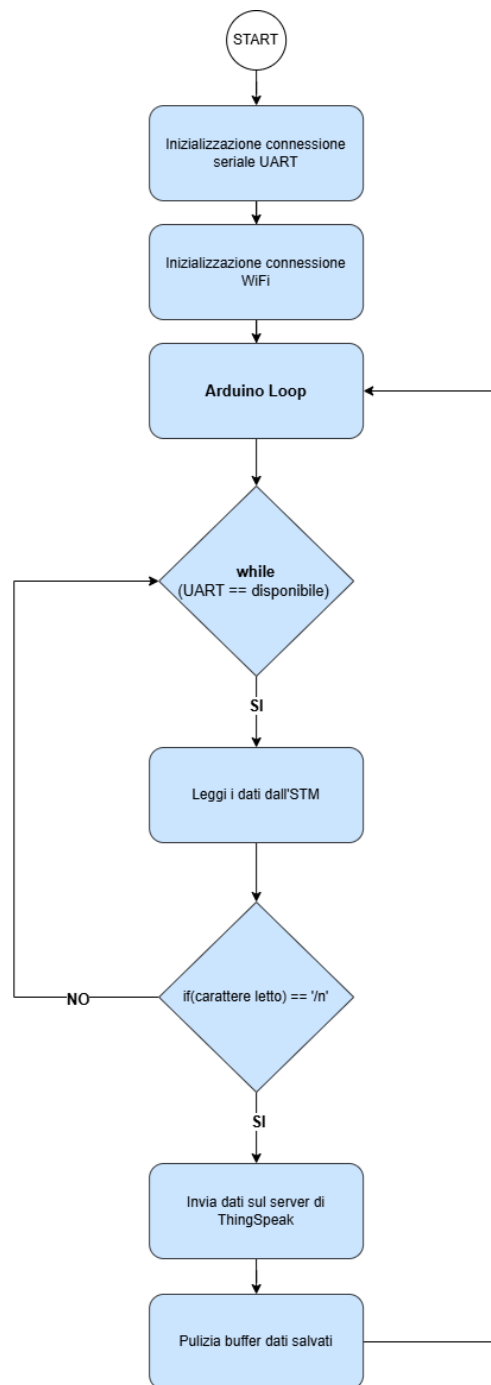 START
Inizializzazione connessione
seriale UART
Inizializzazione connessione
WiFi
Arduino Loop
while
(UART == disponibile)
SI
Leggi i dati dall'STM
if(carattere letto) == '/n'
NO
SI
Invia dati sul server di
ThingSpeak
Pulizia buffer dati salvati